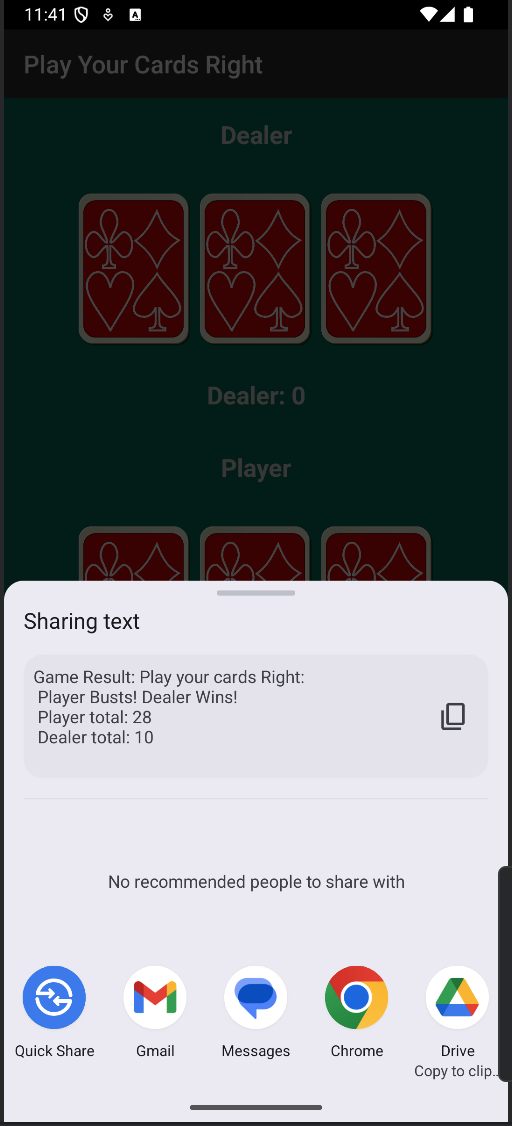 11:41
Play Your Cards Right
Dealer
Dealer: 0
Player
Sharing text
Game Result: Play your cards Right:
Player Busts! Dealer Wins!
Player total: 28
Dealer total: 10
No recommended people to share with
Quick Share Gmail Messages Chrome Drive
Copy to clip..